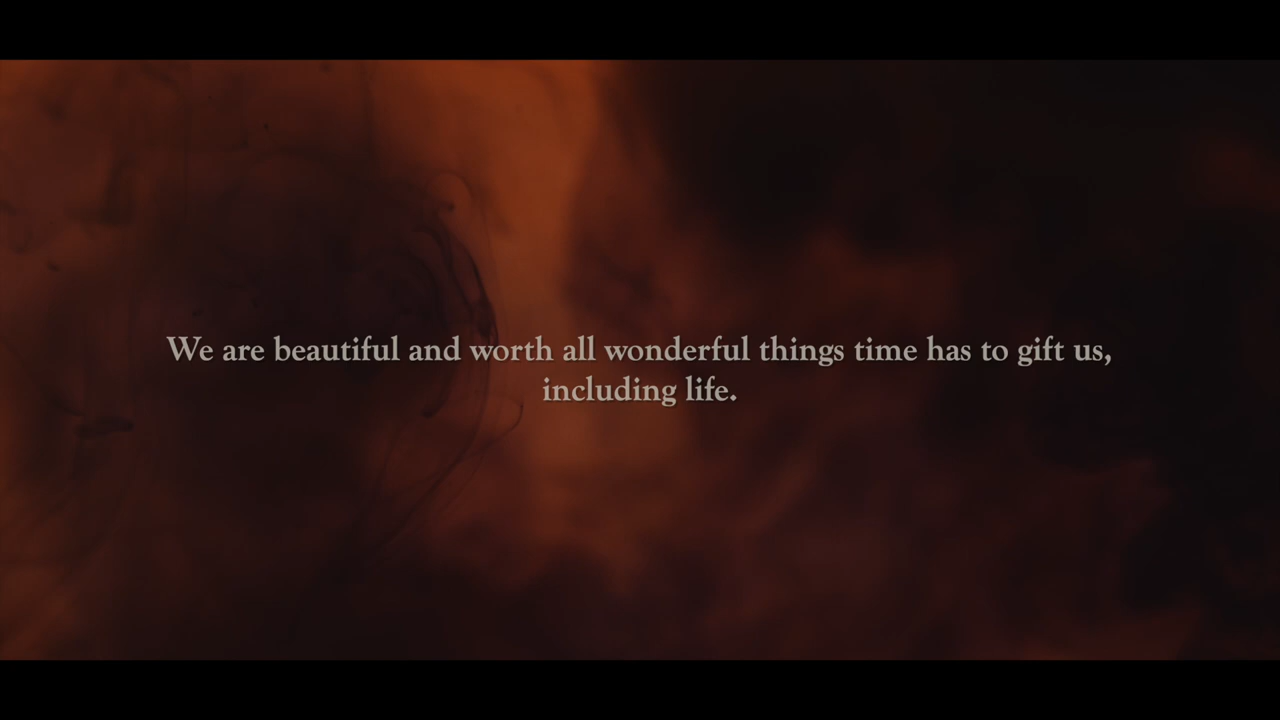 We are beautiful and worth all wonderful things time has to gift us,
including life.